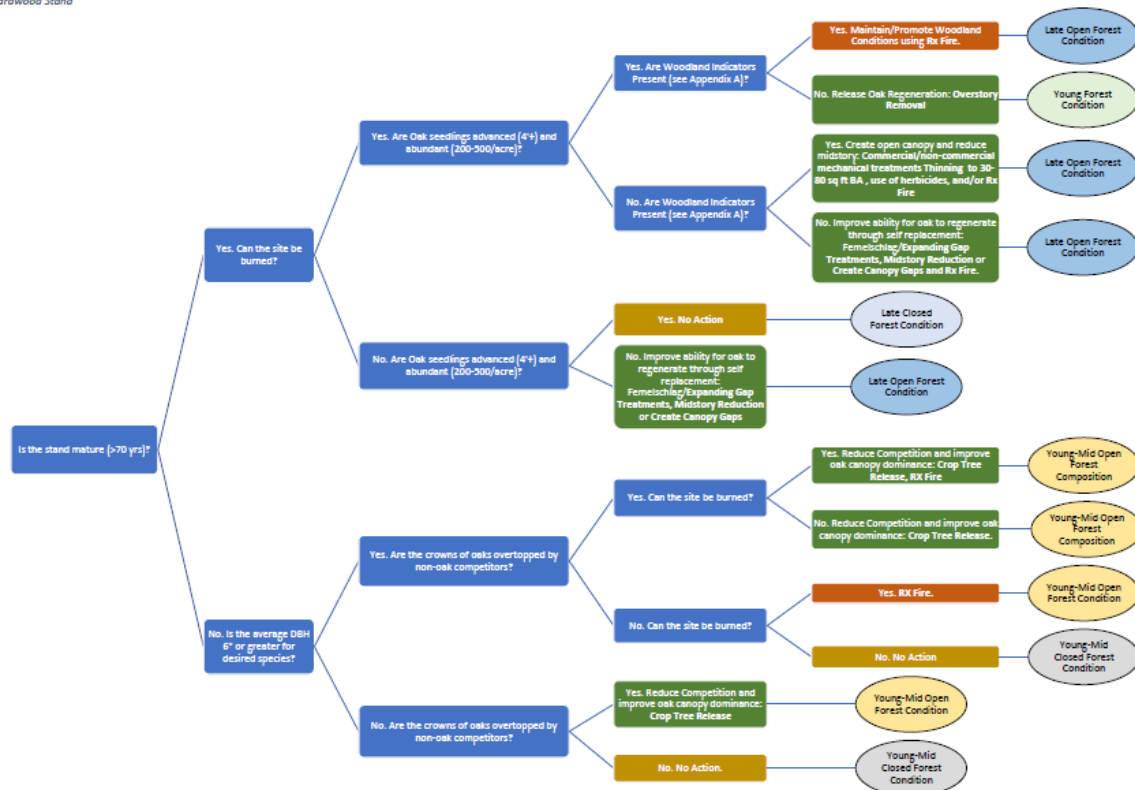 Yes. Maintain/Promote Woodland
Conditions using Rx Fire.
Late Open Forest
Condition
Yes. Are Woodland Indicators
Present (see Appendix A)?
No. Release Oak Regeneration: Overstory
Removal
Young Forest
Condition
Yes. Are Oak seedlings advanced (4'+) and
abundant (200-500/acre)?
Yes. Create open canopy and reduce
midstory: Commercial/non-commercial
mechanical treatments Thinning to 30-
80 sq ft BA , use of herbicides, and/or Rx
Fire
Late Open Forest
Condition
No. Are Woodland Indicators
Present (see Appendix A)?
No. Improve ability for oak to regenerate
through self replacement:
Femelschlag/Expanding Gap
Treatments, Midstory Reduction or
Create Canopy Gaps and Rx Fire.
Late Open Forest
Condition
Yes. Can the site be
burned?
Yes. No Action
Late Closed
Forest Condition
No. Are Oak seedlings advanced (4'+) and
abundant (200-500/acre)?
No. Improve ability for oak to
regenerate through self
replacement:
Femelschlag/Expanding Gap
Treatments, Midstory Reduction
or Create Canopy Gaps
Late Open Forest
Condition
Is the stand mature (>70 yrs)?
Yes. Reduce Competition and improve
oak canopy dominance: Crop Tree
Release, RX Fire
Young-Mid Open
Forest
Composition
Yes. Can the site be burned?
No. Reduce Competition and improve oak
canopy dominance: Crop Tree Release.
Young-Mid Open
Forest
Composition
Yes. Are the crowns of oaks overtopped by
non-oak competitors?
Yes. RX Fire.
Young-Mid Open
Forest Condition
No. Can the site be burned?
No. No Action
Young-Mid
Closed Forest
Condition
No. Is the average DBH
6" or greater for
desired species?
Yes. Reduce Competition and
improve oak canopy dominance:
Crop Tree Release
Young-Mid Open
Forest Condition
No. Are the crowns of oaks overtopped by
non-oak competitors?
No. No Action.
Young-Mid
Closed Forest
Condition